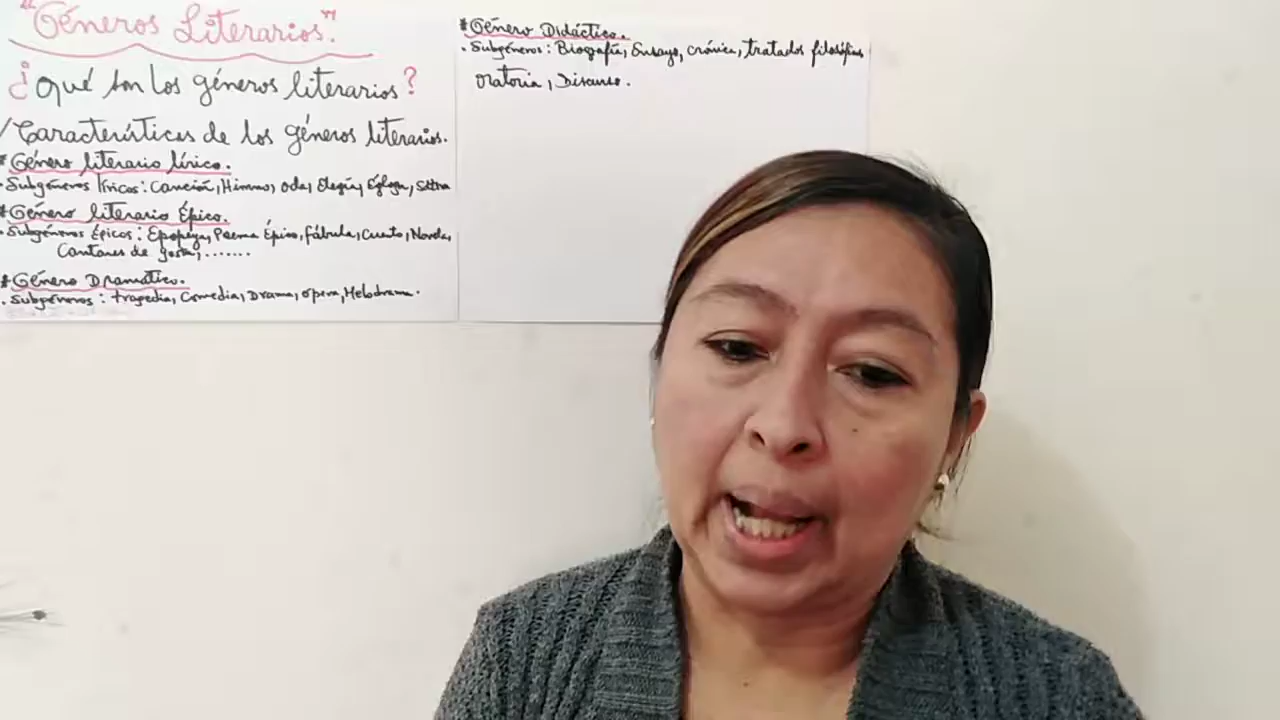 "Géneros Literarios."
¿Qué son los géneros literarios?
/Características de los géneros literarios.
*Género literario lírico.
. Subgéneros líricos: Canción, Himno, oda, Elegía, Égloga, Sátira
*Género literario Épico.
. Subgéneros épicos: Epopeya, Poema Épico, fábula, Cuento, Novela,
Cantares de gesta, .......
*Género Dramático.
. Subgéneros: tragedia, Comedia, Drama, ópera, Melodrama.
*Género Didáctico.
. Subgéneros: Biografía, Ensayo, crónica, tratados filosóficos
Oratoria, Discurso.